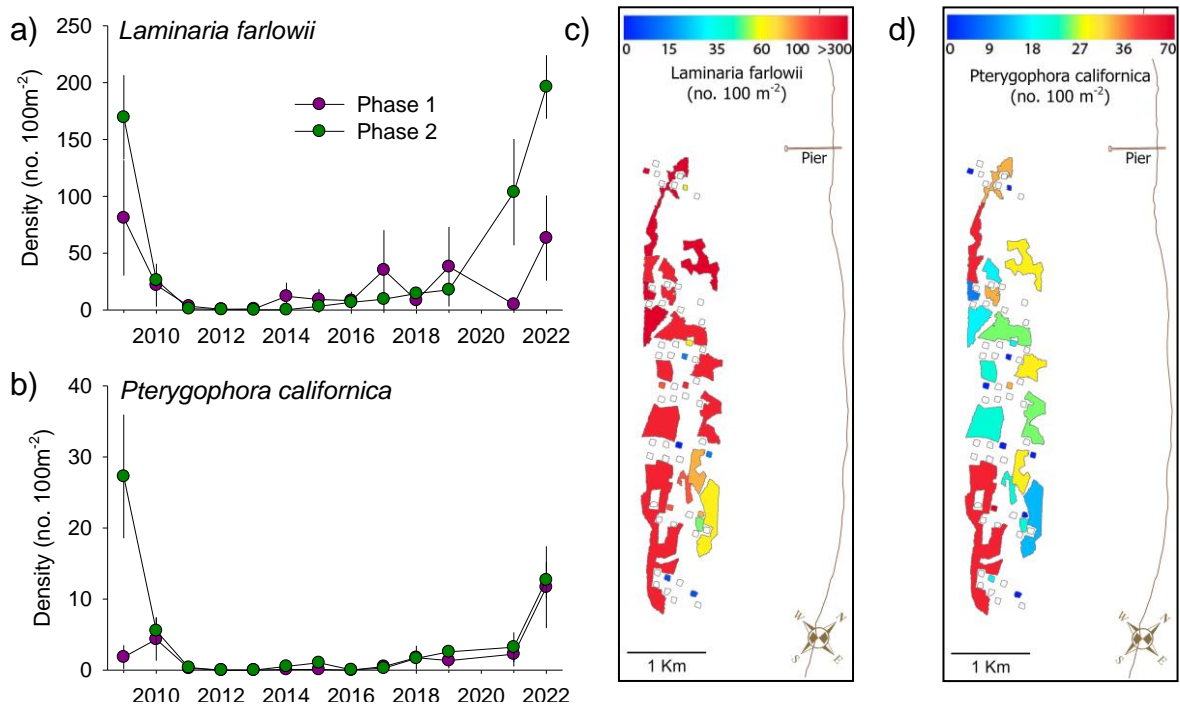 a)
Laminaria farlowii
250
200
150
100
50
0
Density (no. 100m-2)
Phase 1
Phase 2
2010 2012 2014 2016 2018 2020 2022
b)
Pterygophora californica
40
30
20
10
0
Density (no. 100m-2)
2010 2012 2014 2016 2018 2020 2022
c)
0 15 35 60 100 >300
Laminaria farlowii
(no. 100 m-2)
Pier
W N
S E
1 Km
d)
0 9 18 27 36 70
Pterygophora californica
(no. 100 m-2)
Pier
W N
S E
1 Km